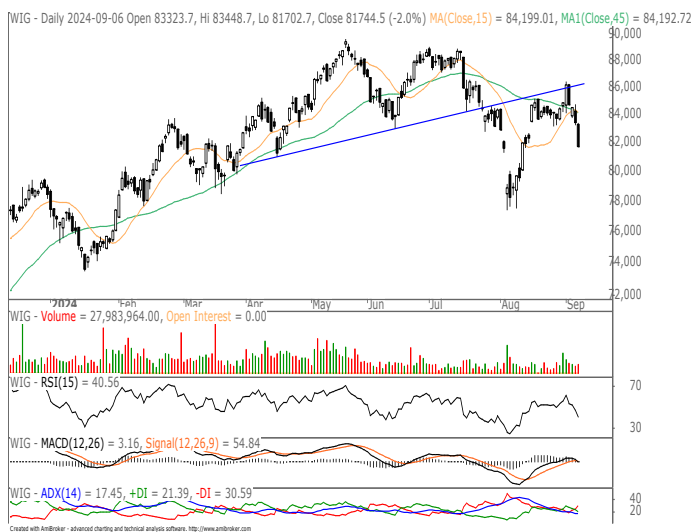 WIG - Daily 2024-09-06 Open 83323.7, Hi 83448.7, Lo 81702.7, Close 81744.5 (-2.0%) MA(Close,15) = 84,199.01, MA1(Close,45) = 84,192.72
90,000
88,000
86,000
84,000
82,000
80,000
78,000
76,000
74,000
72,000
2024 Feb Mar Apr May Jun Jul Aug Sep
WIG - Volume = 27,983,964.00, Open Interest = 0.00
WIG - RSI(15) = 40.56
70
30
WIG - MACD(12,26) = 3.16, Signal(12,26,9) = 54.84
WIG - ADX(14) = 17.45, +DI = 21.39, -DI = 30.59
40
20
Created with AmiBroker - advanced charting and technical analysis software. http://www.amibroker.com